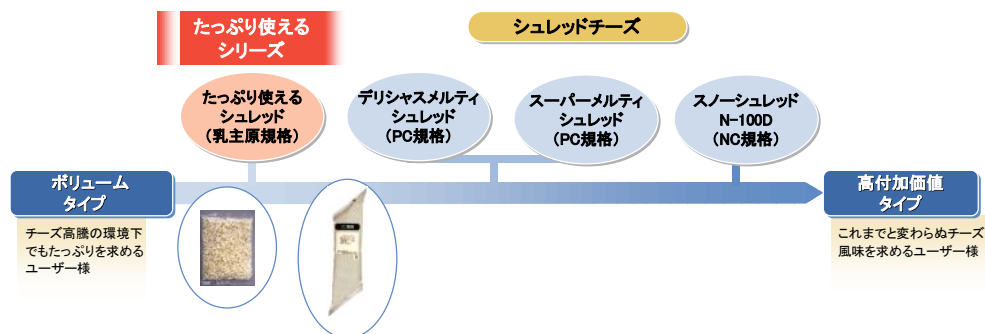 たっぷり使える
シリーズ
シュレッドチーズ
たっぷり使える
シュレッド
(乳主原規格)
デリシャスメルティ
シュレッド
(PC規格)
スーパーメルティ
シュレッド
(PC規格)
スノーシュレッド
N-100D
(NC規格)
ボリューム
タイプ
チーズ高騰の環境下
でもたっぷりを求める
ユーザー様
高付加価値
タイプ
これまでと変わらぬチーズ
風味を求めるユーザー様